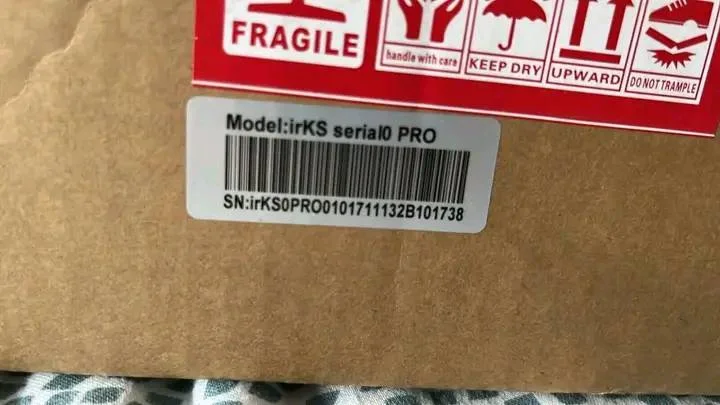 FRAGILE
handle with care
KEEP DRY
UPWARD
DO NOT TRAMPLE
Model:irKS serial0 PRO
SN:irKS0PRO0101711132B101738